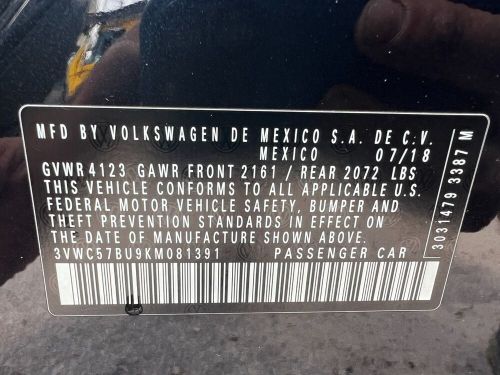 MFD BY VOLKSWAGEN DE MEXICO S.A. DE C.V.
MEXICO 07/18
GVWR 4123 GAWR FRONT 2161 / REAR 2072 LBS
THIS VEHICLE CONFORMS TO ALL APPLICABLE U.S.
FEDERAL MOTOR VEHICLE SAFETY, BUMPER AND
THEFT PREVENTION STANDARDS IN EFFECT ON
THE DATE OF MANUFACTURE SHOWN ABOVE.
3VWC57BU9KM081391 PASSENGER CAR
3031479 3387 M